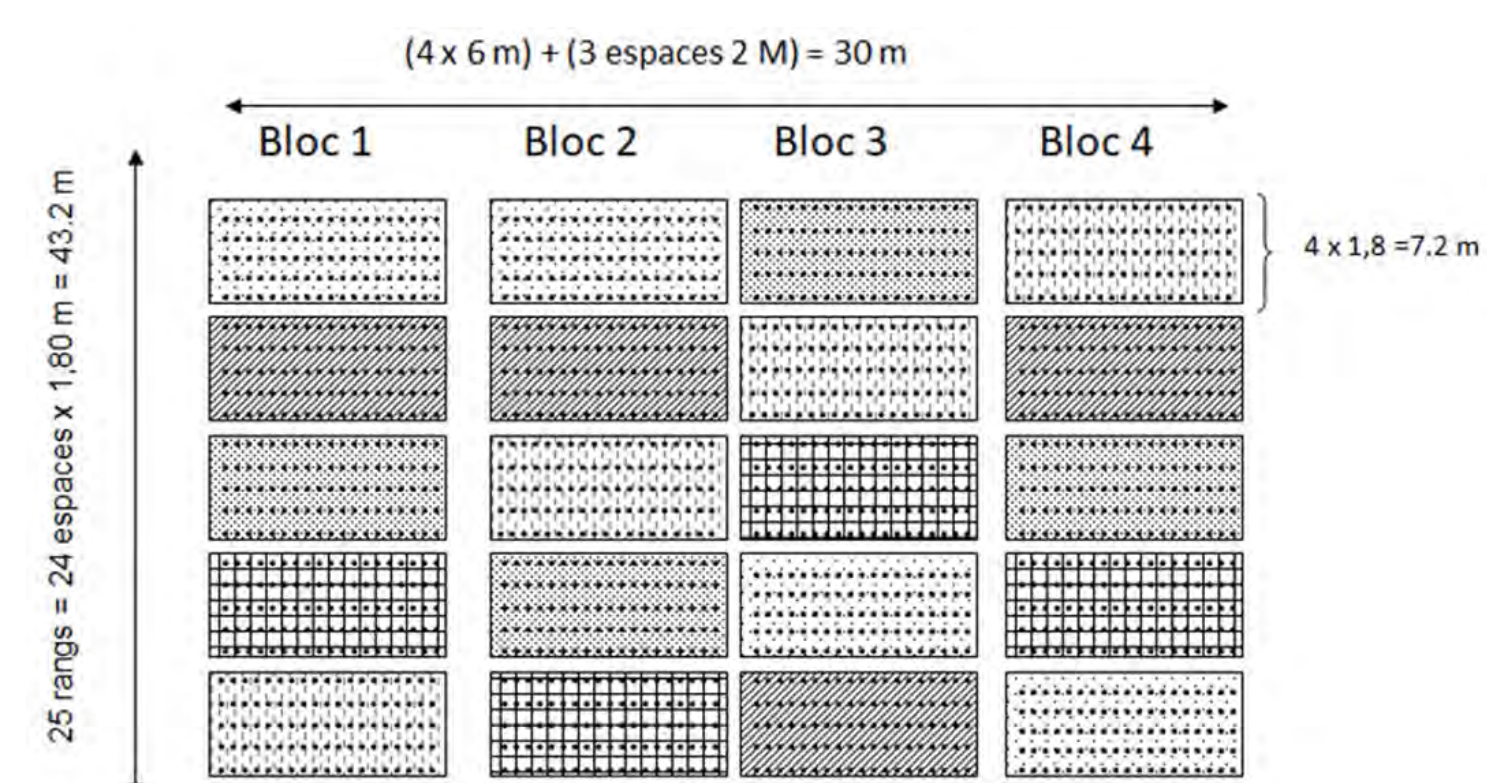 (4 x 6 m) + (3 espaces 2 M) = 30 m
Bloc 1
Bloc 2
Bloc 3
Bloc 4
25 rangs = 24 espaces x 1,80 m = 43.2 m
4 x 1,8 =7.2 m